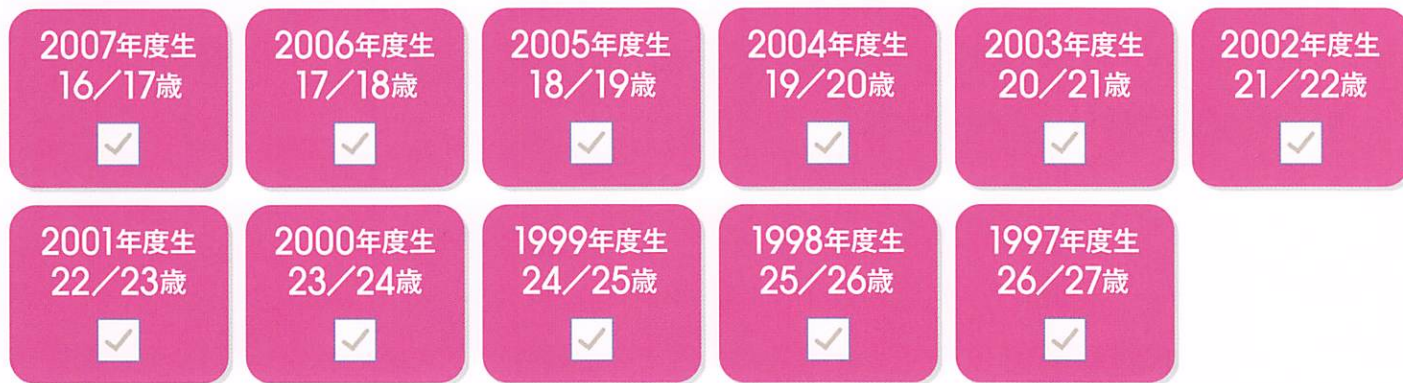 2007年度生
16／17歳
2006年度生
17／18歳
2005年度生
18／19歳
2004年度生
19／20歳
2003年度生
20／21歳
2002年度生
21／22歳
2001年度生
22／23歳
2000年度生
23／24歳
1999年度生
24／25歳
1998年度生
25／26歳
1997年度生
26／27歳